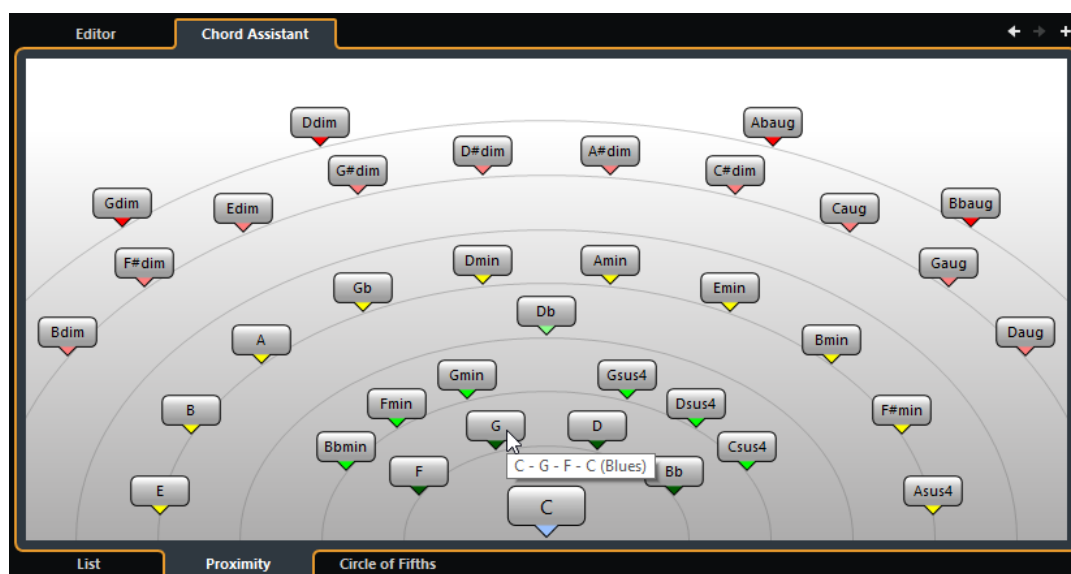 Editor
Chord Assistant
Ddim
Abaug
D#dim
A#dim
G#dim
C#dim
Gdim
Edim
Caug
Bbaug
F#dim
Dmin
Amin
Gaug
Gb
Emin
Bdim
A
Db
Bmin
Daug
Gmin
Gsus4
B
Fmin
Dsus4
F#min
G
D
Bbmin
Csus4
C - G - F - C (Blues)
F
Bb
E
Asus4
C
List
Proximity
Circle of Fifths